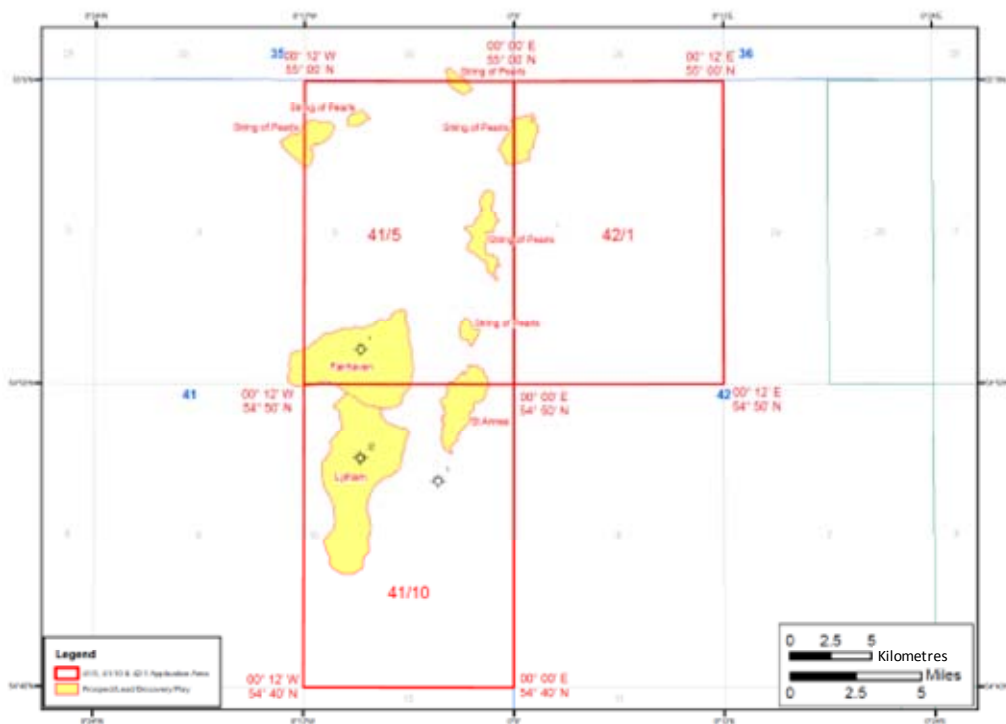 35
00° 12' W
55° 00' N
00° 00' E
55° 00' N
00° 12' E
55° 00' N
36
String of Pearls
String of Pearls
String of Pearls
String of Pearls
41/5
42/1
String of Pearls
String of Pearls
Fairhaven
41
00° 12' W
54° 50' N
00° 00' E
54° 50' N
42
00° 12' E
54° 50' N
St Annes
Lytham
41/10
00° 12' W
54° 40' N
00° 00' E
54° 40' N
Legend
Application Area
Prospect/Lead Discovery Play
0 2.5 5
Kilometres
Miles
0 2.5 5